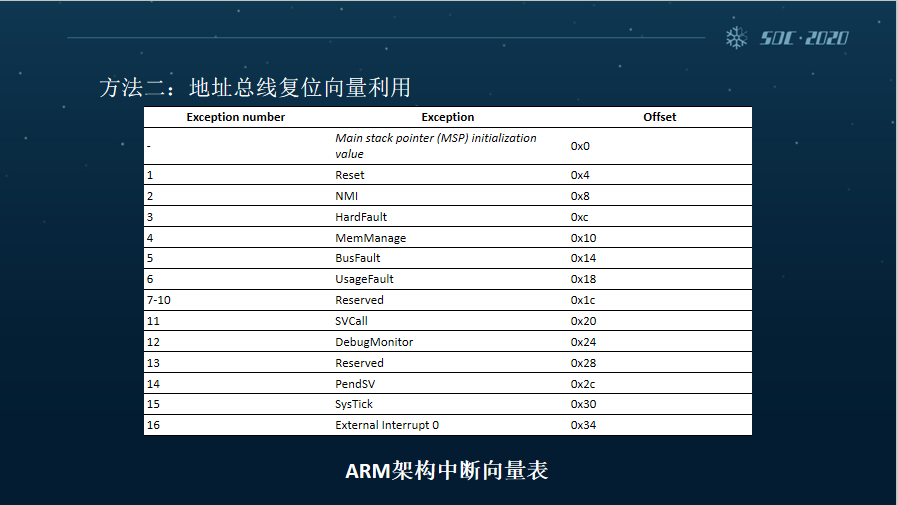 SDC·2020
方法二：地址总线复位向量利用
Exception number Exception Offset
- Main stack pointer (MSP) initialization value 0x0
1 Reset 0x4
2 NMI 0x8
3 HardFault 0xc
4 MemManage 0x10
5 BusFault 0x14
6 UsageFault 0x18
7-10 Reserved 0x1c
11 SVCall 0x20
12 DebugMonitor 0x24
13 Reserved 0x28
14 PendSV 0x2c
15 SysTick 0x30
16 External Interrupt 0 0x34
ARM架构中断向量表